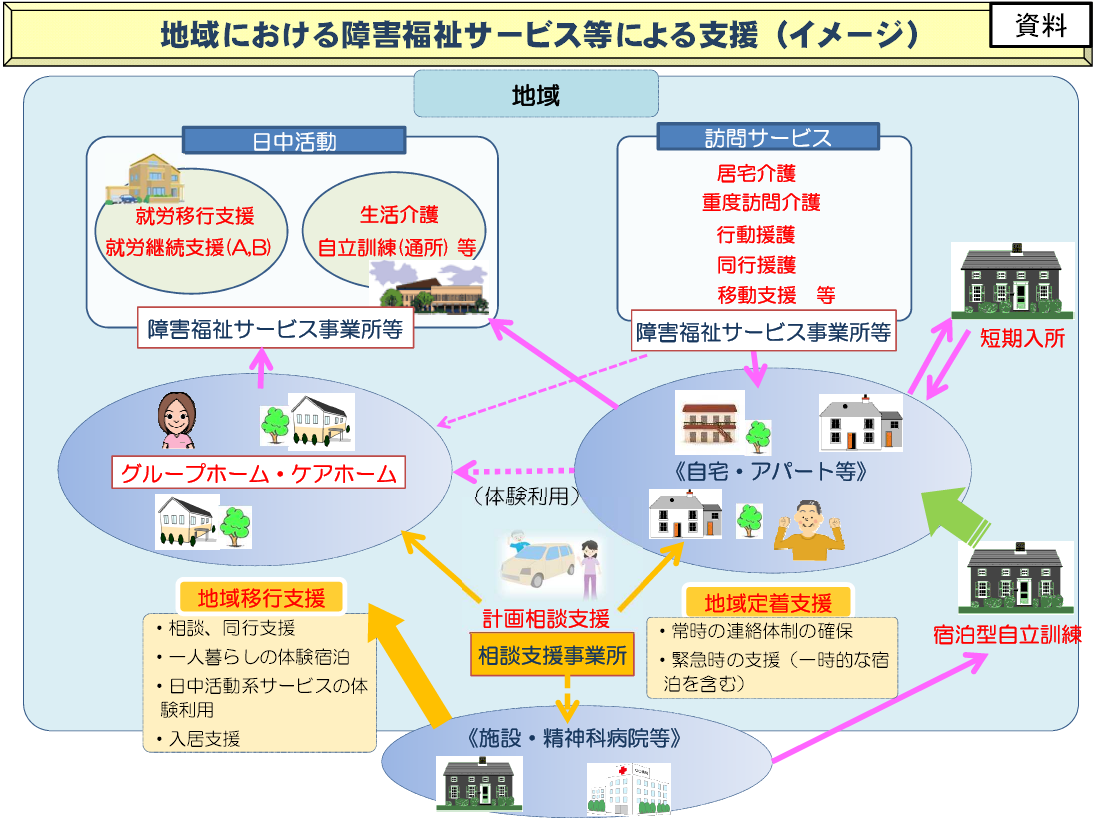 地域における障害福祉サービス等による支援（イメージ）
資料
地域
日中活動
就労移行支援
就労継続支援(A,B)
生活介護
自立訓練(通所) 等
障害福祉サービス事業所等
訪問サービス
居宅介護
重度訪問介護
行動援護
同行援護
移動支援　等
障害福祉サービス事業所等
短期入所
グループホーム・ケアホーム
（体験利用）
《自宅・アパート等》
地域移行支援
・相談、同行支援
・一人暮らしの体験宿泊
・日中活動系サービスの体
験利用
・入居支援
計画相談支援
相談支援事業所
地域定着支援
・常時の連絡体制の確保
・緊急時の支援（一時的な宿
泊を含む）
宿泊型自立訓練
《施設・精神科病院等》